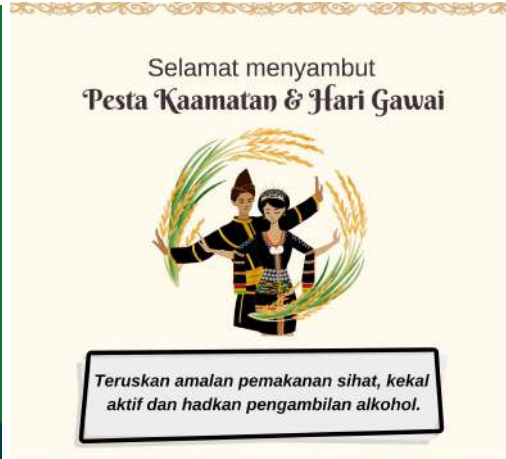 Selamat menyambut
Pesta Kaamatan & Hari Gawai
Teruskan amalan pemakanan sihat, kekal
aktif dan hadkan pengambilan alkohol.